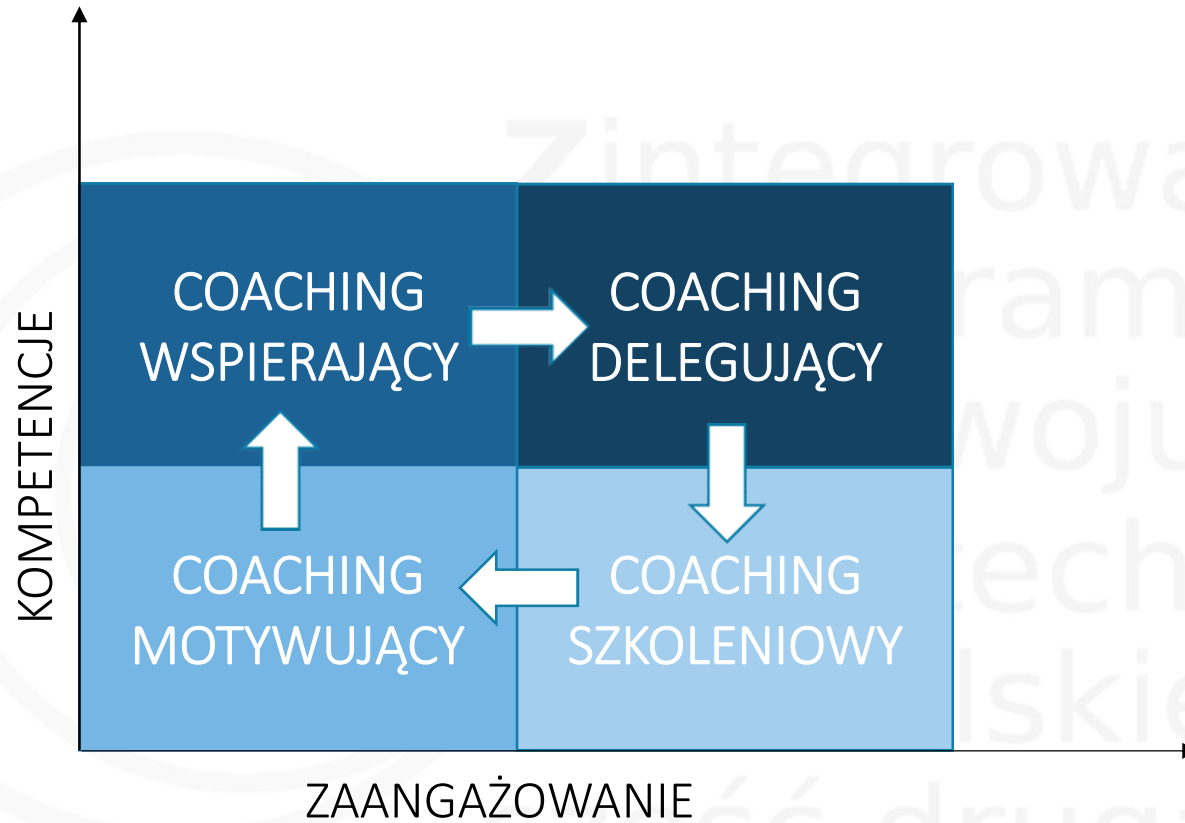 COACHING
WSPIERAJĄCY
COACHING
DELEGUJĄCY
COACHING
MOTYWUJĄCY
COACHING
SZKOLENIOWY
KOMPETENCJE
ZAANGAŻOWANIE